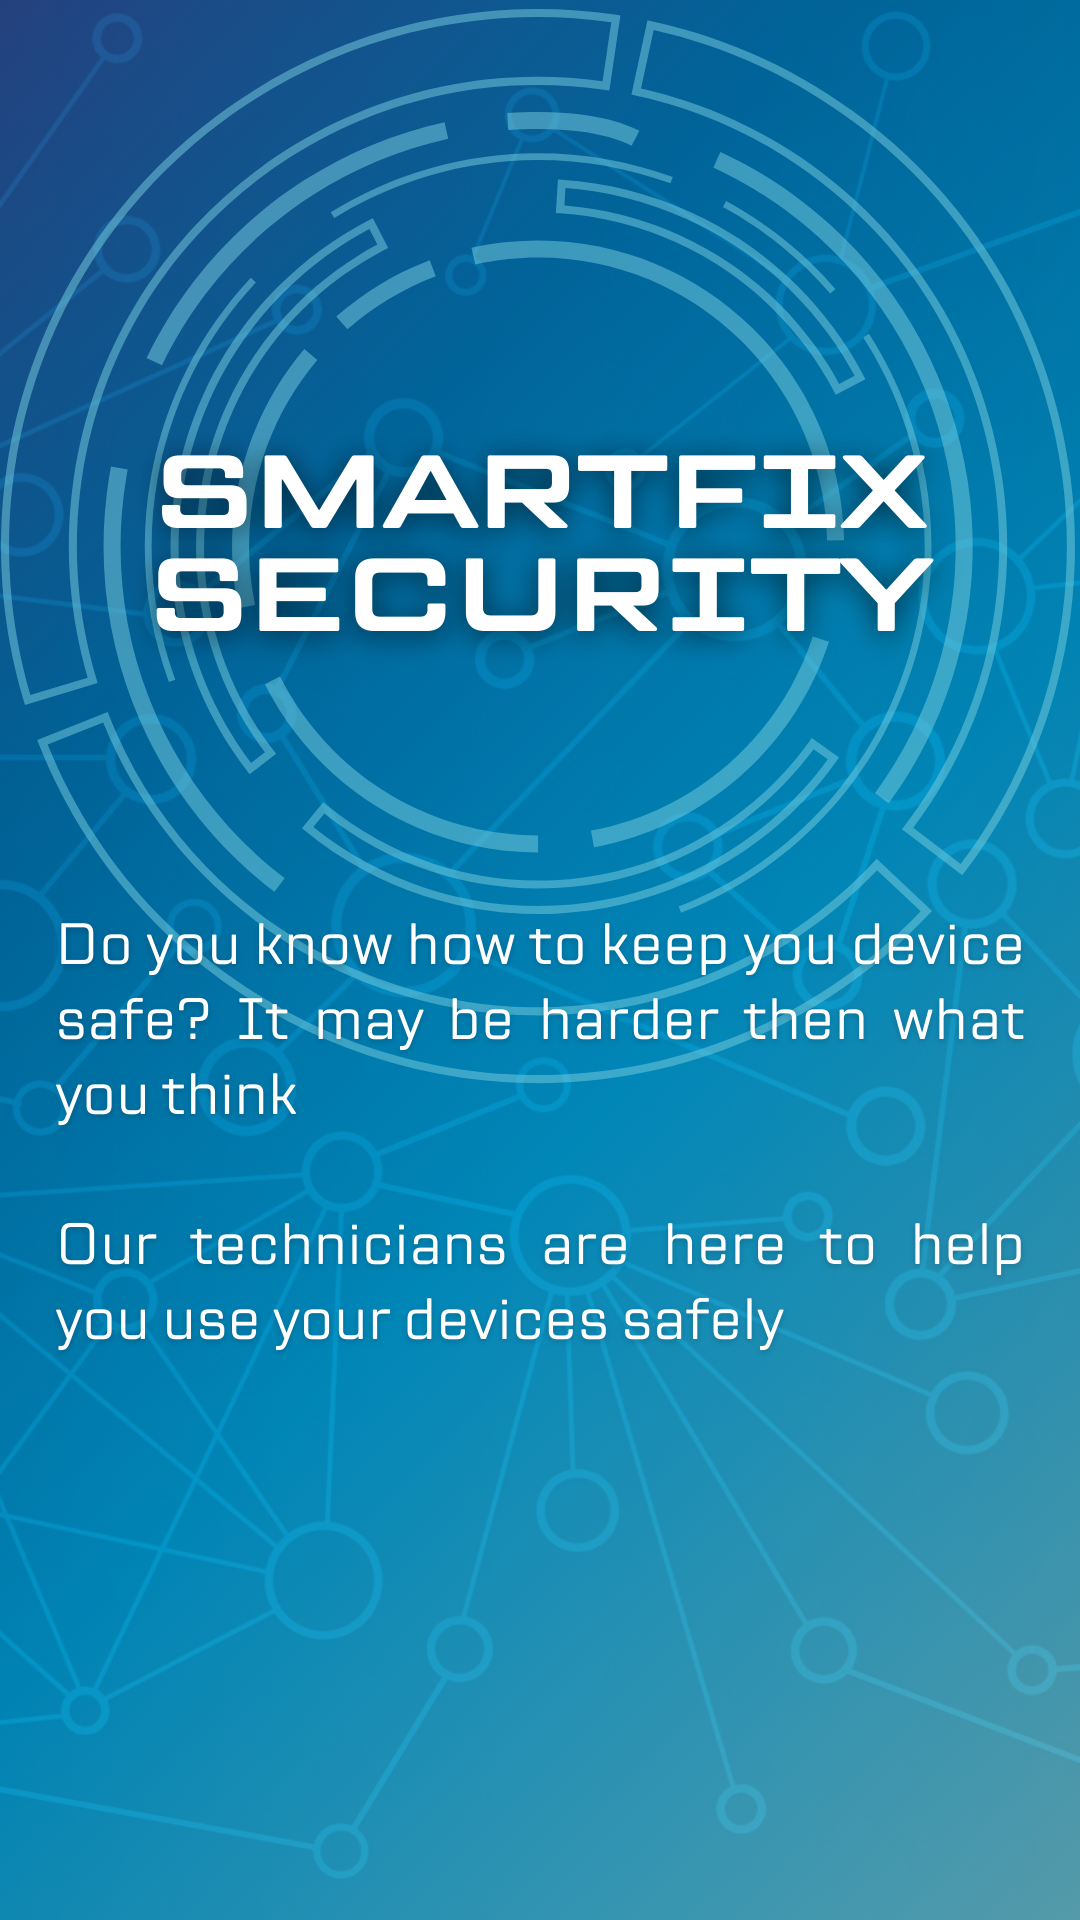 SMARTFIX
SECURITY
Do you know how to keep you device
safe? It may be harder then what
you think
Our technicians are here to help
you use your devices safely